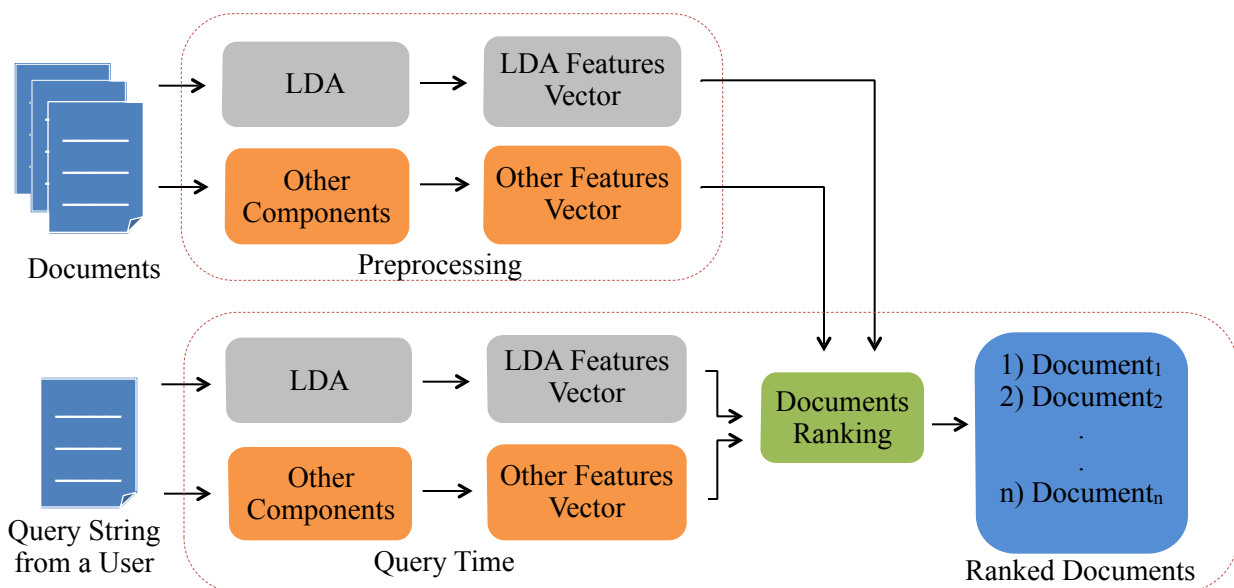 LDA
LDA Features
Vector
Other
Components
Other Features
Vector
Documents
Preprocessing
LDA
LDA Features
Vector
Other
Components
Other Features
Vector
Documents
Ranking
1) Document₁
2) Document₂
.
.
n) Documentₙ
Query String
from a User
Query Time
Ranked Documents